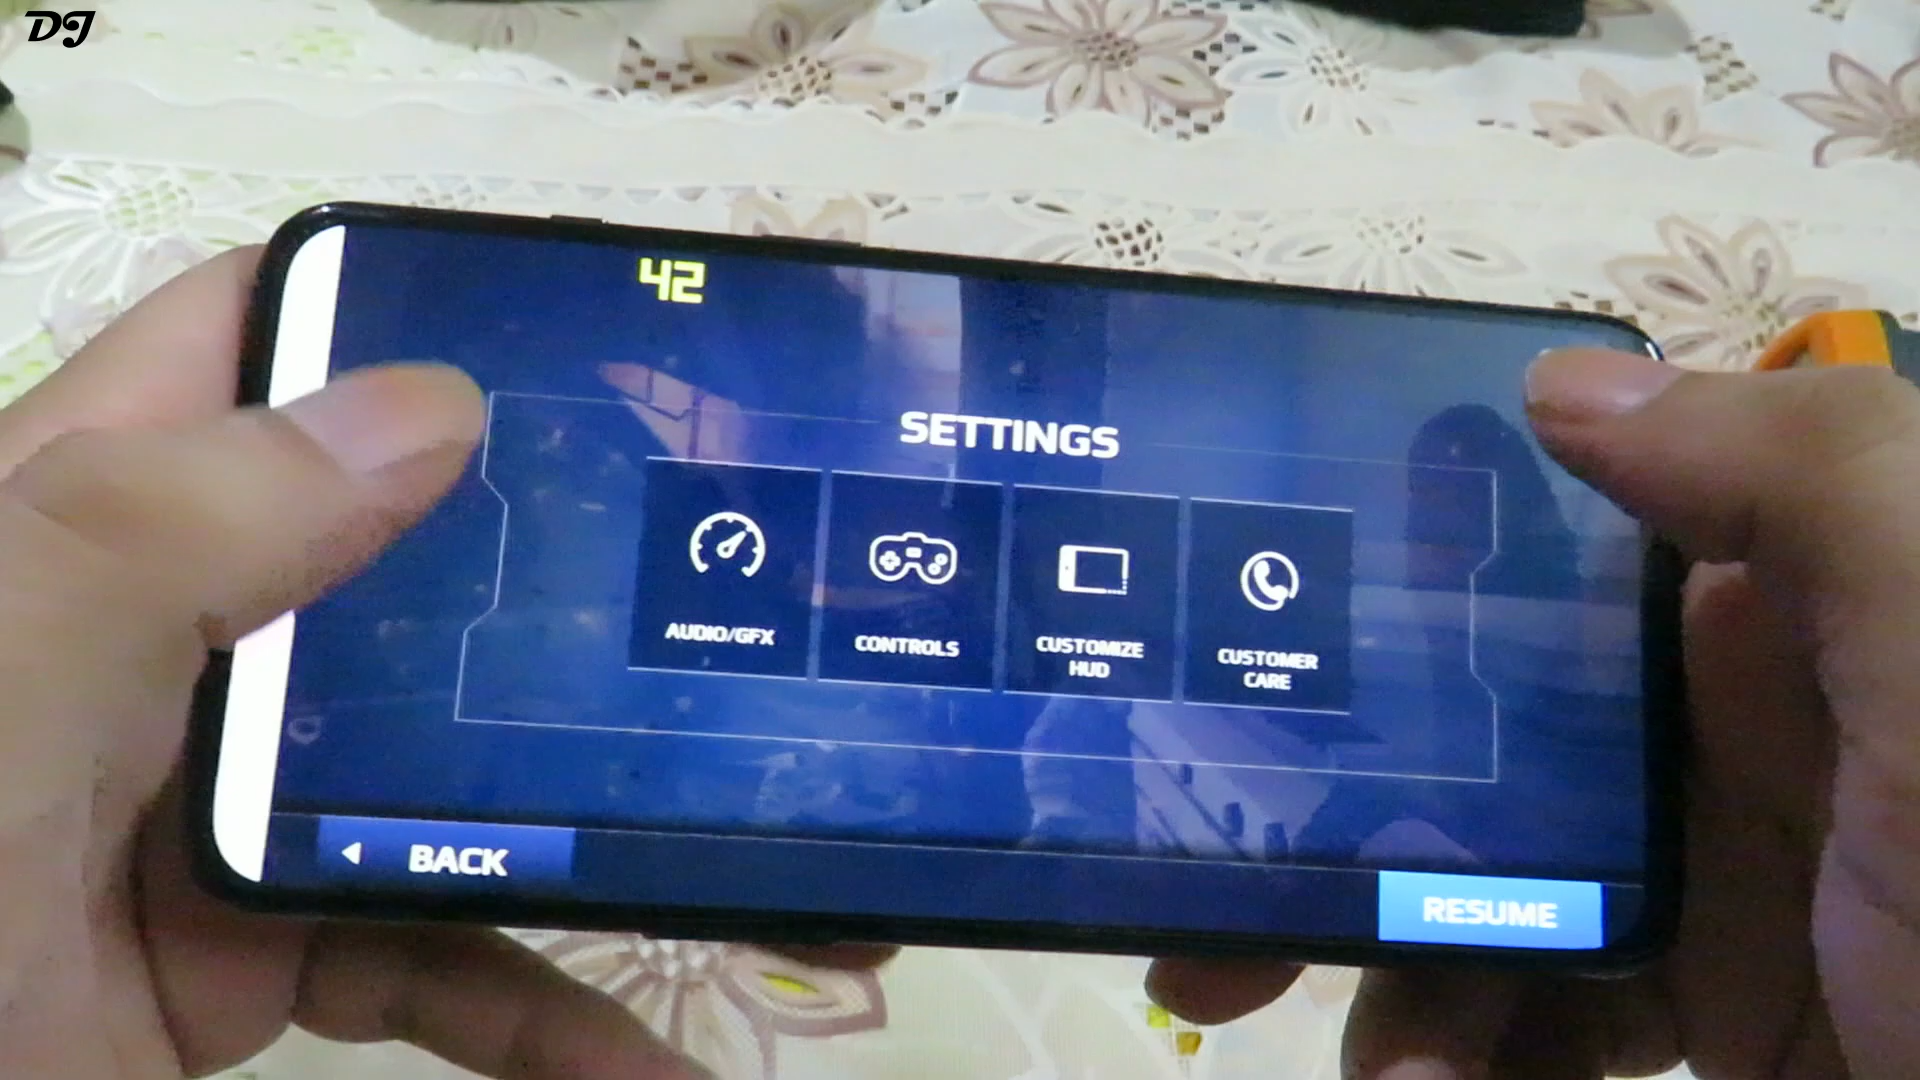 DJ
42
SETTINGS
AUDIO/GFX
CONTROLS
CUSTOMIZE
HUD
CUSTOMER
CARE
BACK
RESUME